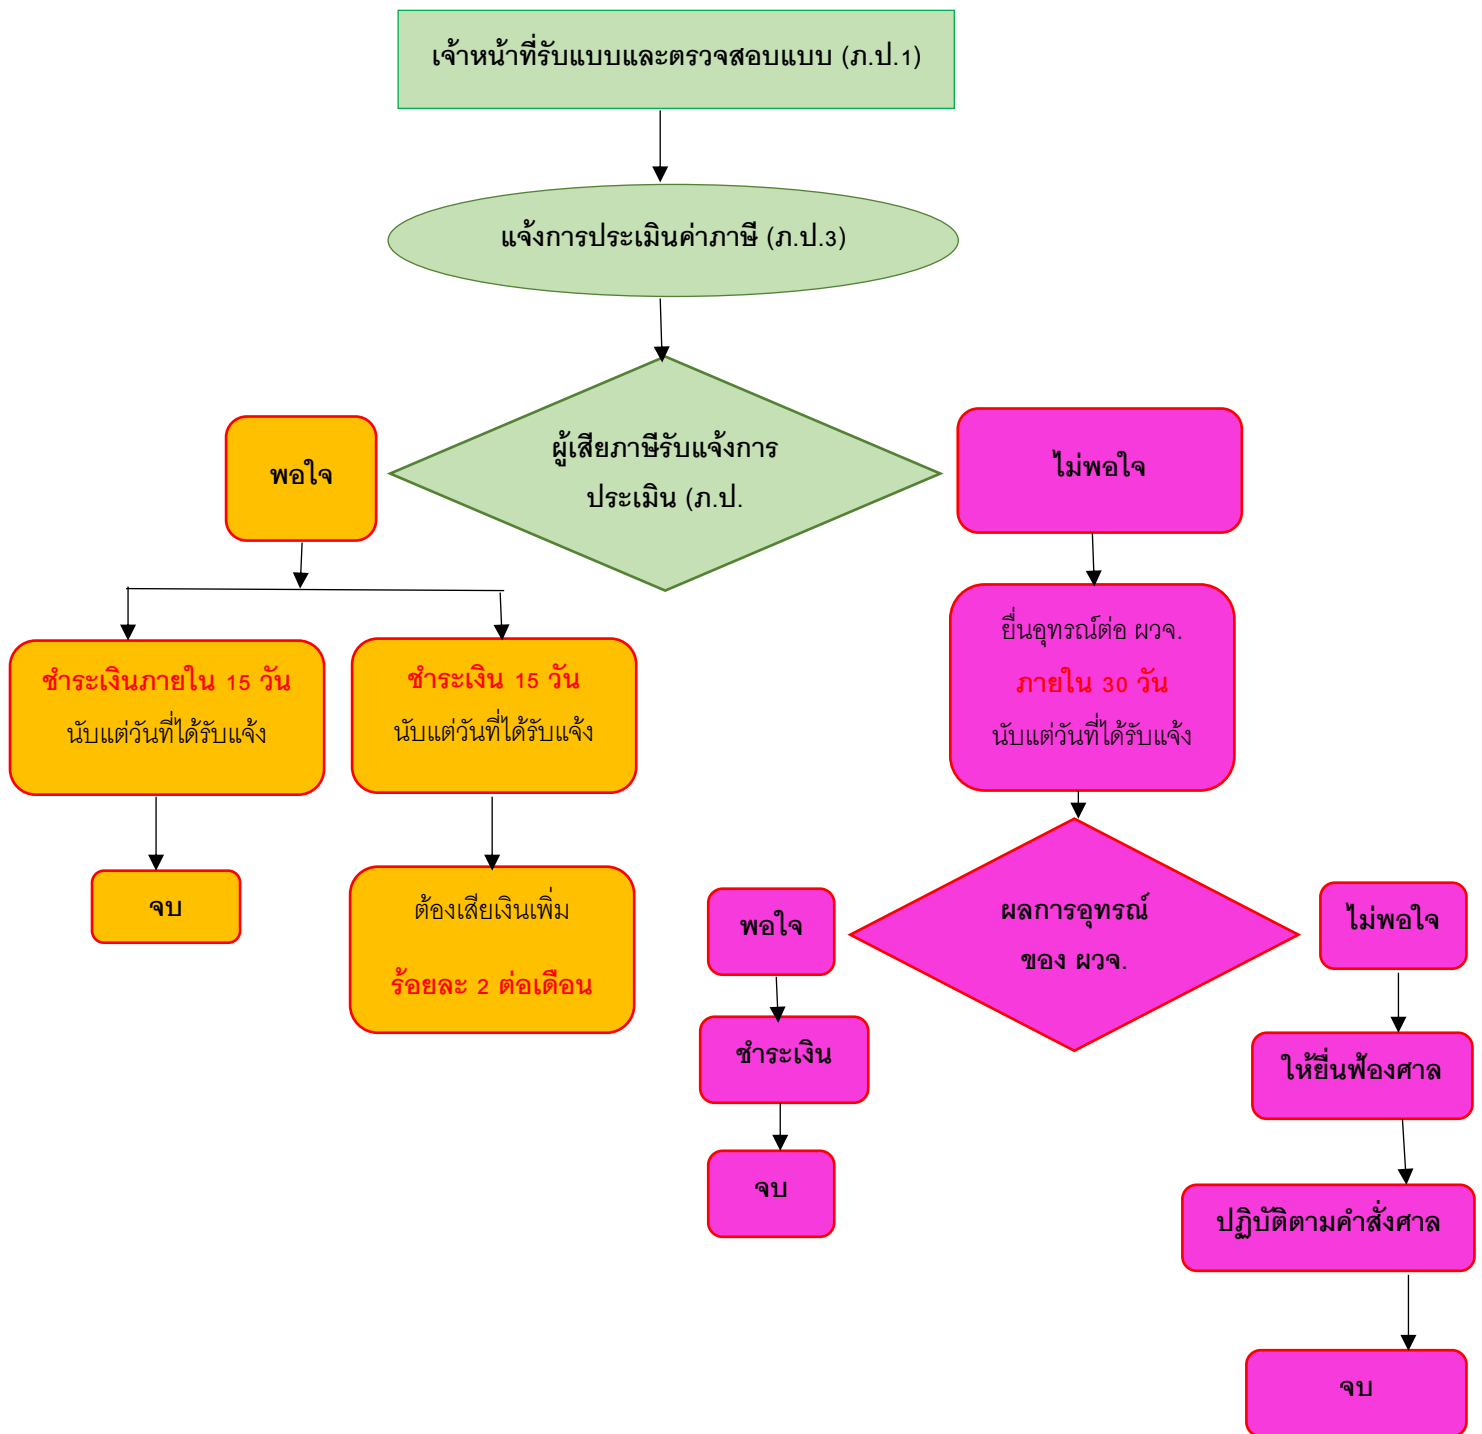 เจ้าหน้าที่รับแบบและตรวจสอบแบบ (ภ.ป.1)
แจ้งการประเมินค่าภาษี (ภ.ป.3)
ผู้เสียภาษีรับแจ้งการ
ประเมิน (ภ.ป.
พอใจ
ไม่พอใจ
ชำระเงินภายใน 15 วัน
นับแต่วันที่ได้รับแจ้ง
ชำระเงิน 15 วัน
นับแต่วันที่ได้รับแจ้ง
ยื่นอุทรณ์ต่อ ผวจ.
ภายใน 30 วัน
นับแต่วันที่ได้รับแจ้ง
จบ
ต้องเสียเงินเพิ่ม
ร้อยละ 2 ต่อเดือน
ผลการอุทรณ์
ของ ผวจ.
พอใจ
ไม่พอใจ
ชำระเงิน
จบ
ให้ยื่นฟ้องศาล
ปฏิบัติตามคำสั่งศาล
จบ